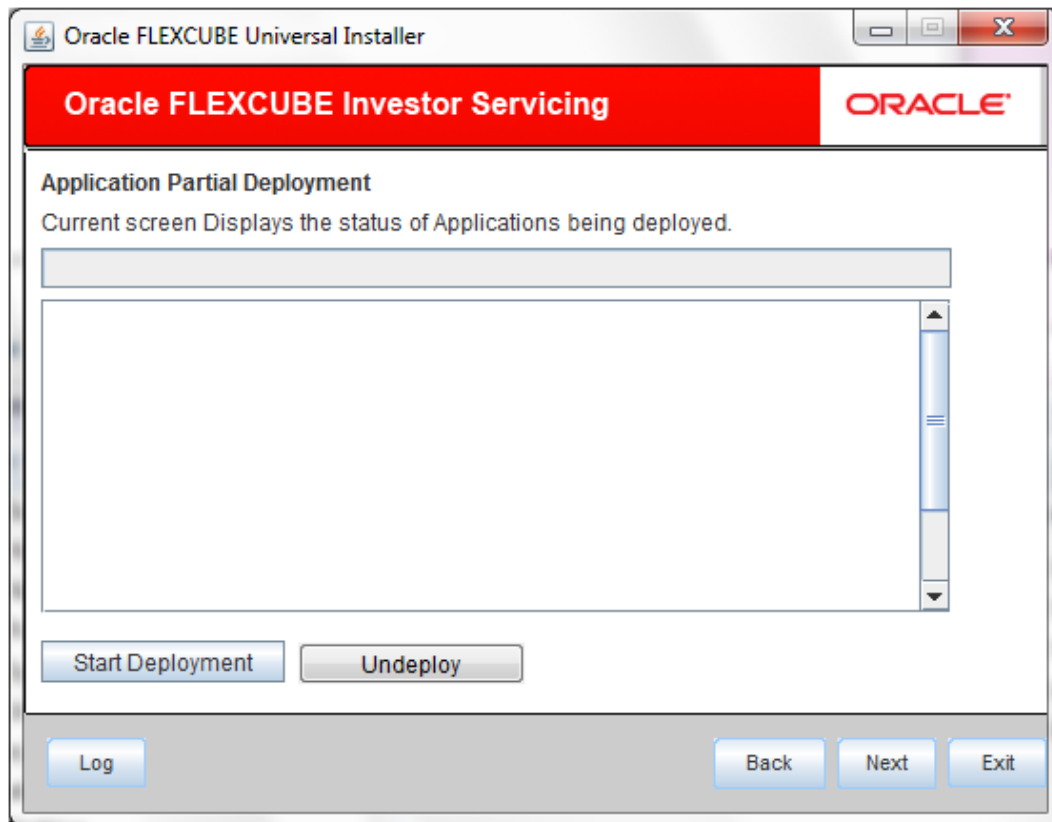 Oracle FLEXCUBE Universal Installer
Oracle FLEXCUBE Investor Servicing
ORACLE
Application Partial Deployment
Current screen Displays the status of Applications being deployed.
Start Deployment
Undeploy
Log
Back
Next
Exit